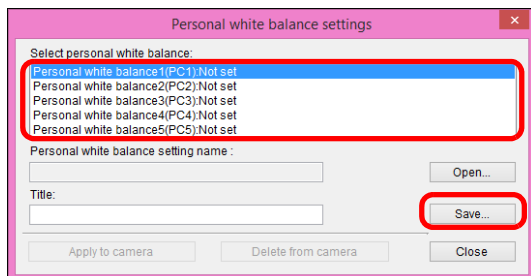 Personal white balance settings
Select personal white balance:
Personal white balance1(PC1):Not set
Personal white balance2(PC2):Not set
Personal white balance3(PC3):Not set
Personal white balance4(PC4):Not set
Personal white balance5(PC5):Not set
Personal white balance setting name :
Open...
Title:
Save...
Apply to camera Delete from camera Close